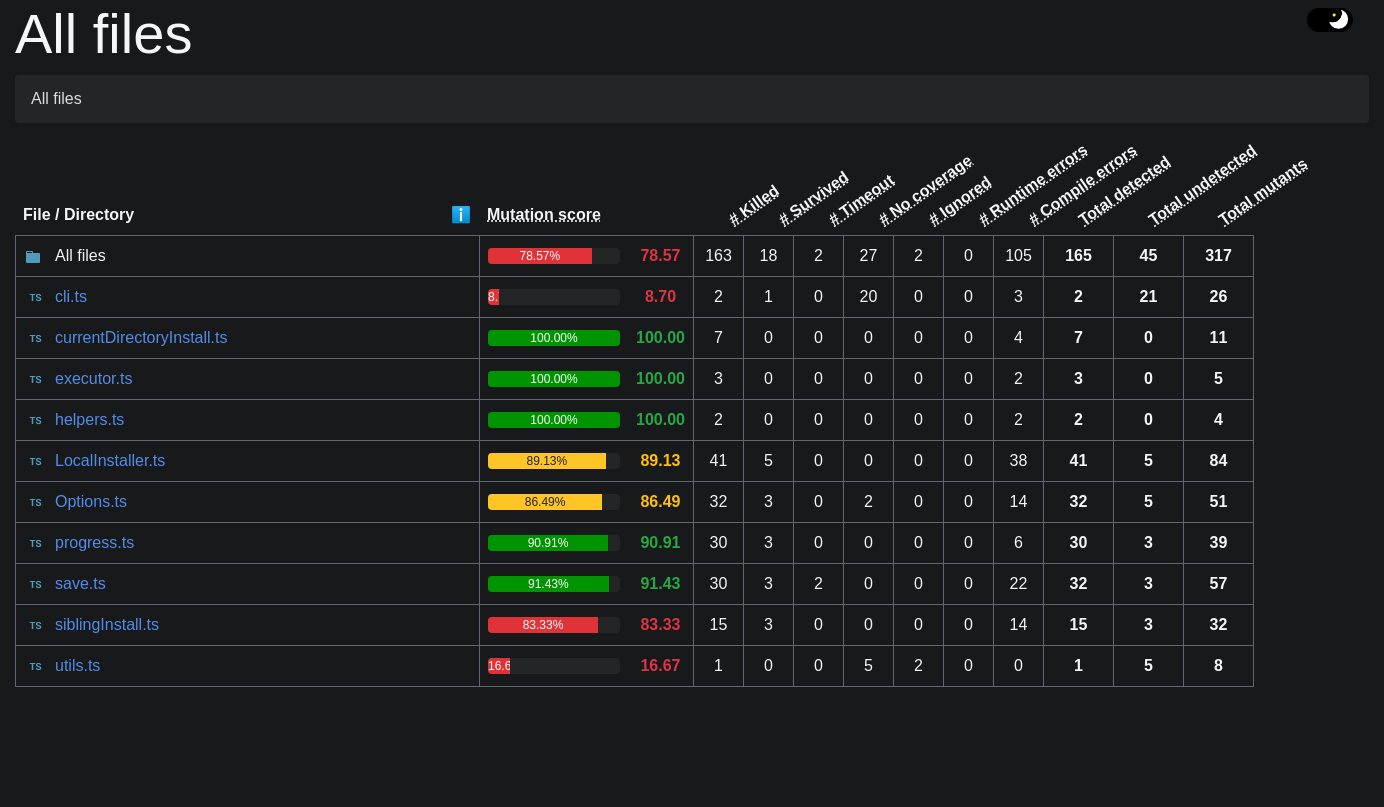 All files
All files
File / Directory ℹ Mutation score # Killed # Survived # Timeout # No coverage # Ignored # Runtime errors # Compile errors Total detected Total undetected Total mutants
All files 78.57% 78.57 163 18 2 27 2 0 105 165 45 317
TS cli.ts 8. 8.70 2 1 0 20 0 0 3 2 21 26
TS currentDirectoryInstall.ts 100.00% 100.00 7 0 0 0 0 0 4 7 0 11
TS executor.ts 100.00% 100.00 3 0 0 0 0 0 2 3 0 5
TS helpers.ts 100.00% 100.00 2 0 0 0 0 0 2 2 0 4
TS LocalInstaller.ts 89.13% 89.13 41 5 0 0 0 0 38 41 5 84
TS Options.ts 86.49% 86.49 32 3 0 2 0 0 14 32 5 51
TS progress.ts 90.91% 90.91 30 3 0 0 0 0 6 30 3 39
TS save.ts 91.43% 91.43 30 3 2 0 0 0 22 32 3 57
TS siblingInstall.ts 83.33% 83.33 15 3 0 0 0 0 14 15 3 32
TS utils.ts 16.6 16.67 1 0 0 5 2 0 0 1 5 8